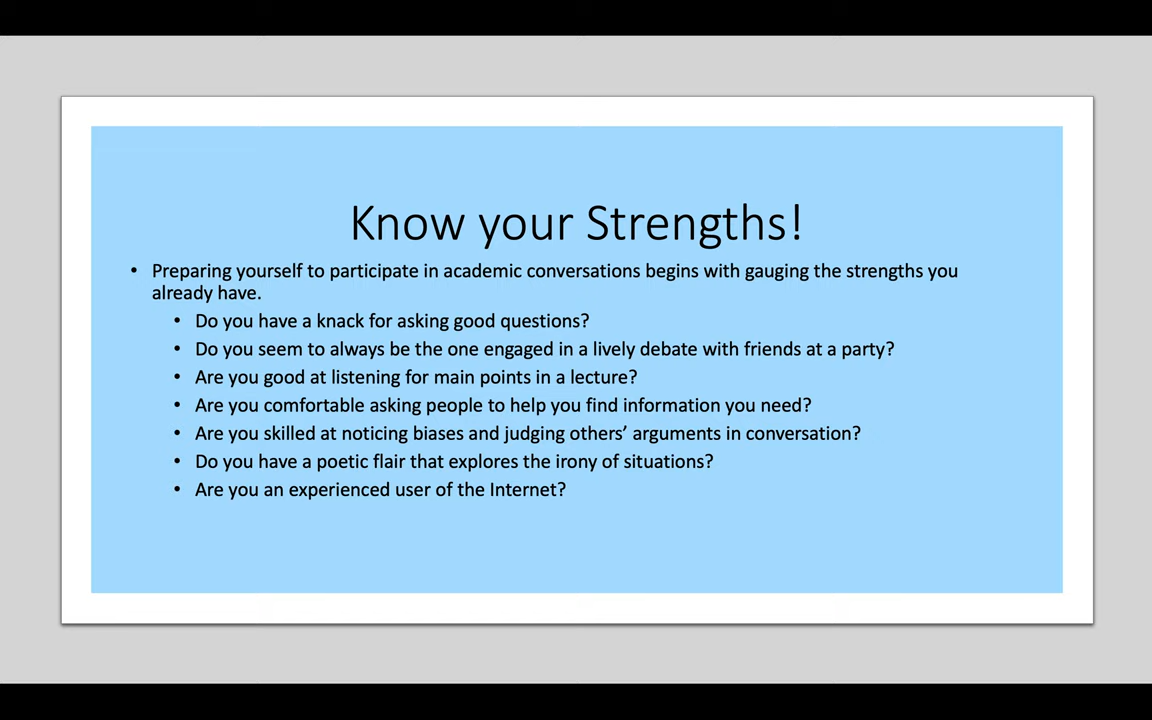 Know your Strengths!
• Preparing yourself to participate in academic conversations begins with gauging the strengths you
already have.
• Do you have a knack for asking good questions?
• Do you seem to always be the one engaged in a lively debate with friends at a party?
• Are you good at listening for main points in a lecture?
• Are you comfortable asking people to help you find information you need?
• Are you skilled at noticing biases and judging others’ arguments in conversation?
• Do you have a poetic flair that explores the irony of situations?
• Are you an experienced user of the Internet?